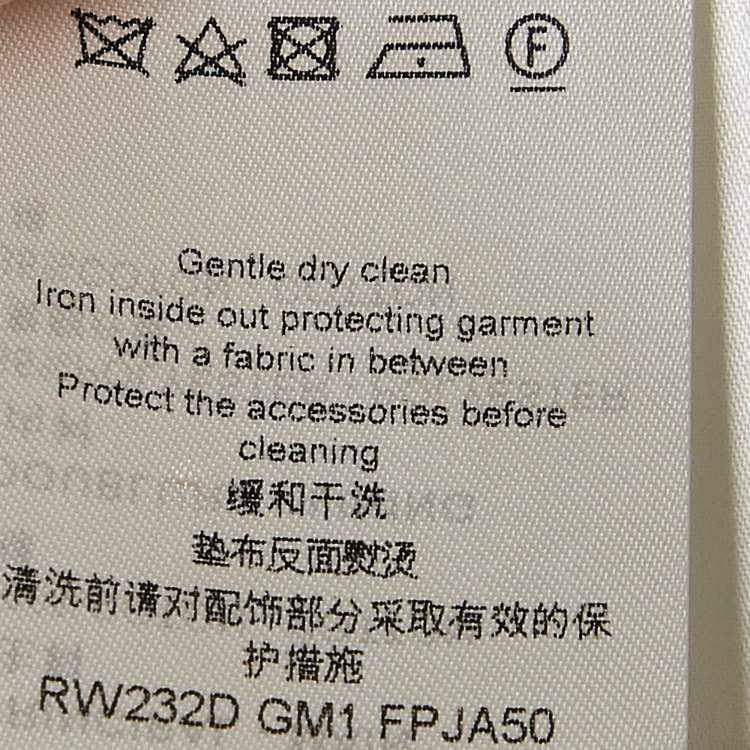 F
Gentle dry clean
Iron inside out protecting garment
with a fabric in between
Protect the accessories before
cleaning
缓和干洗
垫布反面熨烫
清洗前请对配饰部分采取有效的保
护措施
RW232D GM1 FPJA50